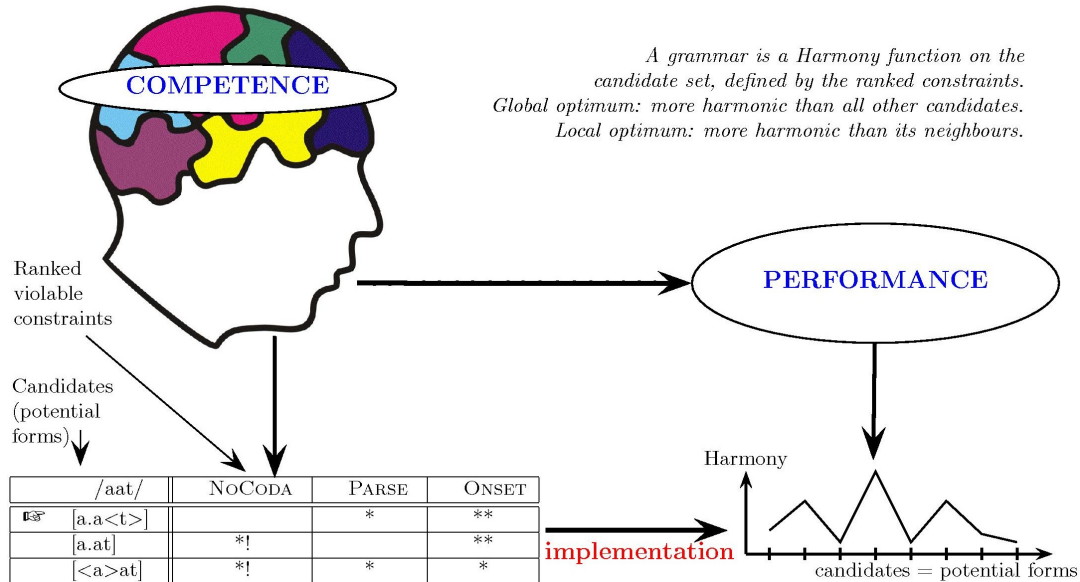 COMPETENCE
A grammar is a Harmony function on the
candidate set, defined by the ranked constraints.
Global optimum: more harmonic than all other candidates.
Local optimum: more harmonic than its neighbours.
Ranked
violable
constraints
PERFORMANCE
Candidates
(potential
forms)
/aat/ NoCoda Parse Onset
☞ [a.a<t>] * **
[a.at] *! **
[<a>at] *! * *
implementation
Harmony
candidates = potential forms